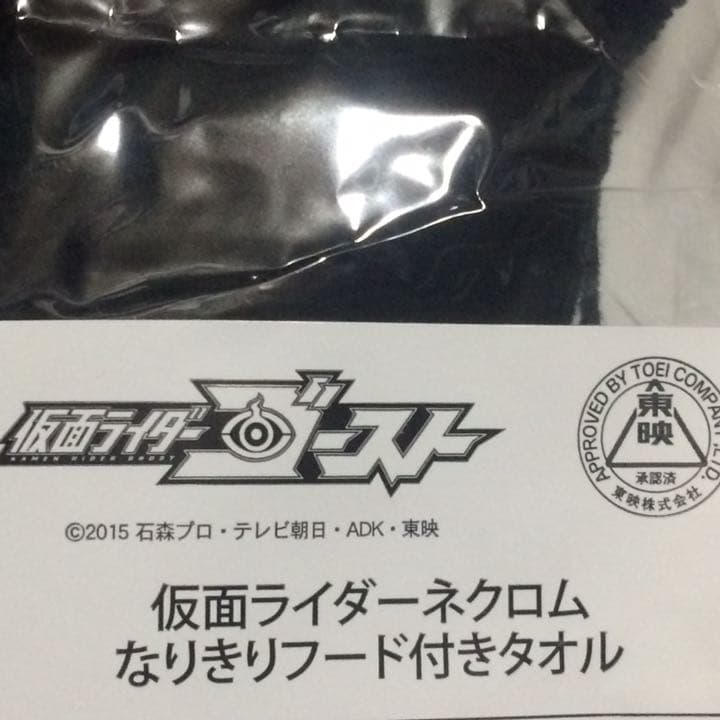 仮面ライダーゴースト
KAMEN RIDER GHOST
APPROVED BY TOEI COMPANY, LTD.
東映
承認済
東映株式会社
©2015 石森プロ・テレビ朝日・ADK・東映
仮面ライダーネクロム
なりきりフード付きタオル